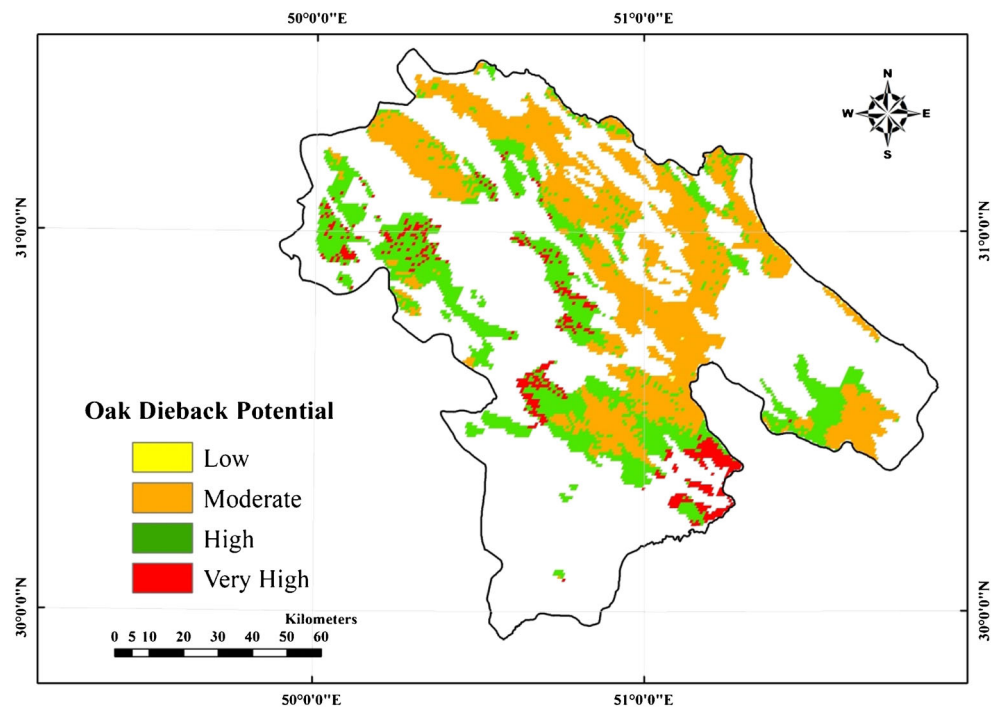 50°0'0"E 51°0'0"E
N
W E
S
31°0'0"N 31°0'0"N
Oak Dieback Potential
Low
Moderate
High
Very High
30°0'0"N 30°0'0"N
Kilometers
0 5 10 20 30 40 50 60
50°0'0"E 51°0'0"E